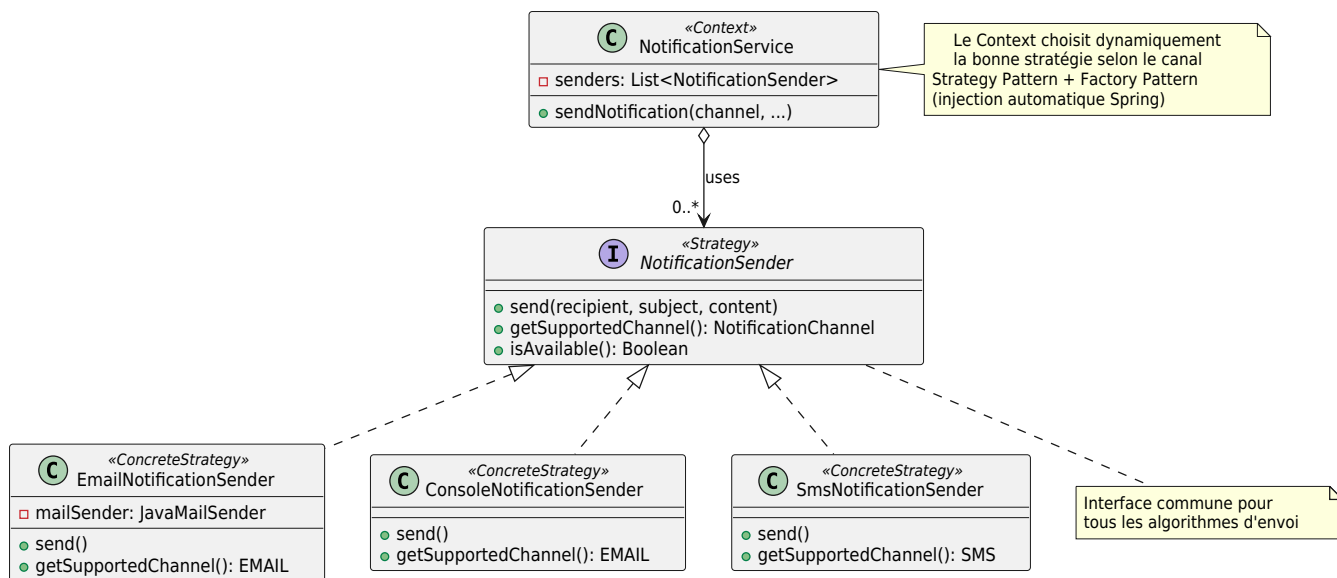 C
«Context»
NotificationService
senders: List<NotificationSender>
sendNotification(channel, ...)
Le Context choisit dynamiquement
la bonne stratégie selon le canal
Strategy Pattern + Factory Pattern
(injection automatique Spring)
uses
0..*
I
«Strategy»
NotificationSender
send(recipient, subject, content)
getSupportedChannel(): NotificationChannel
isAvailable(): Boolean
C
«ConcreteStrategy»
EmailNotificationSender
mailSender: JavaMailSender
send()
getSupportedChannel(): EMAIL
C
«ConcreteStrategy»
ConsoleNotificationSender
send()
getSupportedChannel(): EMAIL
C
«ConcreteStrategy»
SmsNotificationSender
send()
getSupportedChannel(): SMS
Interface commune pour
tous les algorithmes d'envoi